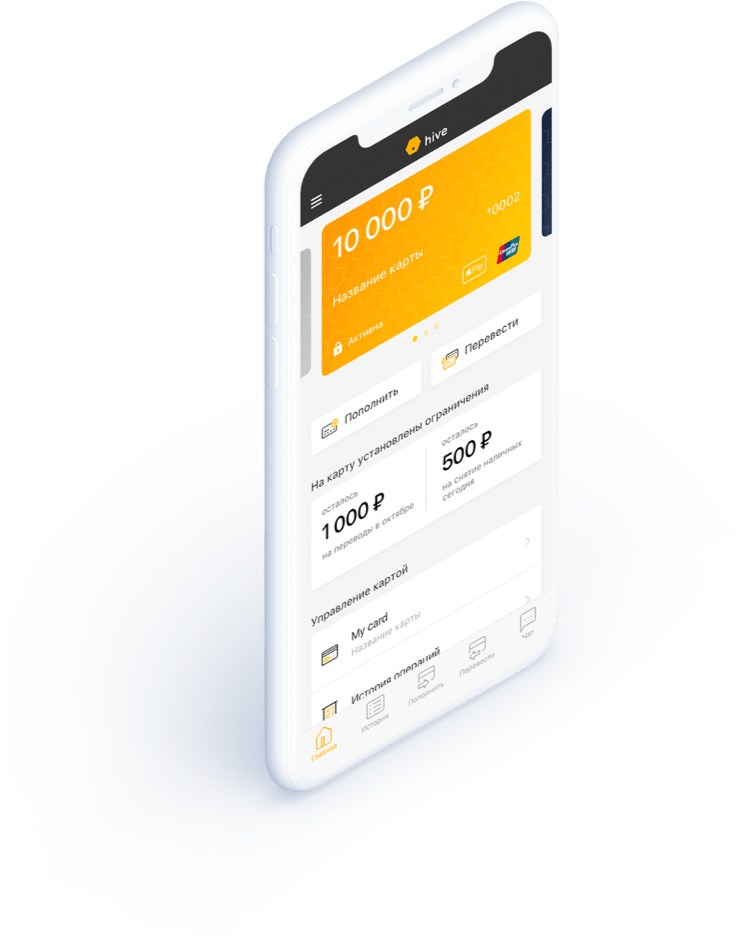 hive
10 000 ₽
*0002
Название карты
Pay
UnionPay
Активна
Пополнить
Перевести
На карту установлены ограничения
осталось
1 000 ₽
на переводы в октябре
осталось
500 ₽
на снятие наличных
сегодня
Управление картой
My card
Название карты
История операций
Главная
История
Пополнить
Перевести
Чат